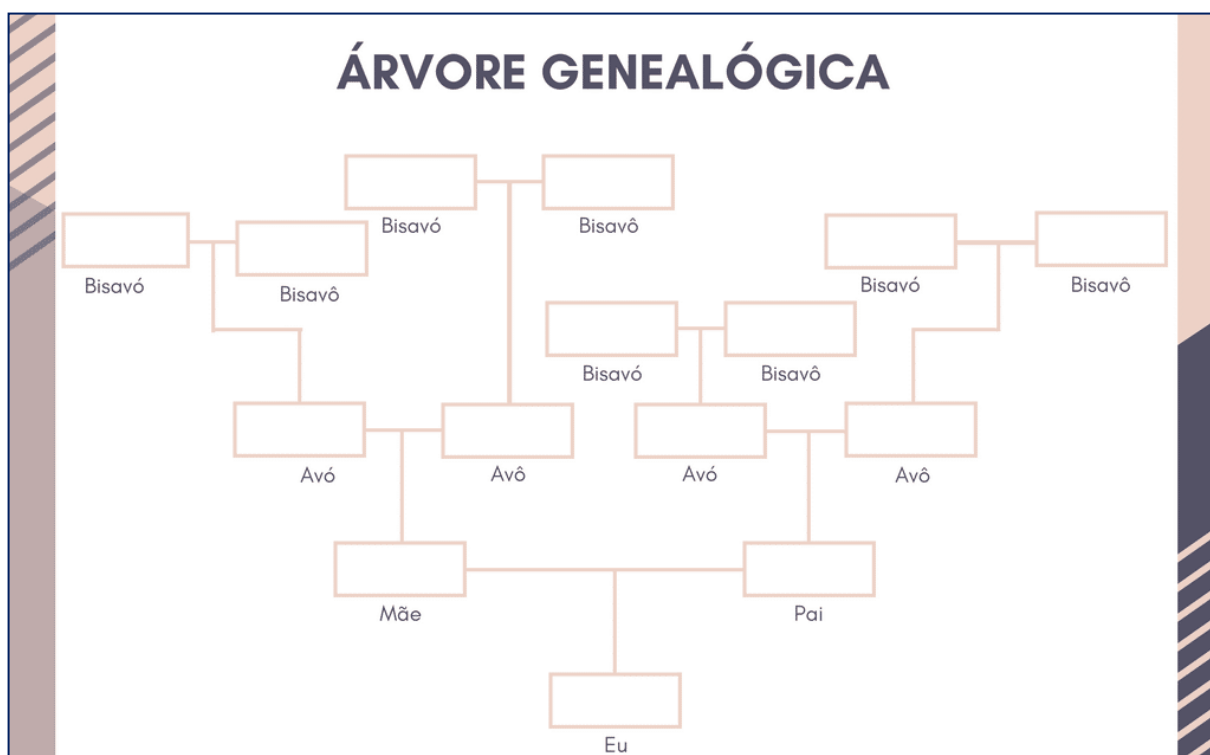 ÁRVORE GENEALÓGICA
Bisavó Bisavô
Bisavó Bisavô
Bisavó Bisavô
Bisavó Bisavô
Avó Avô Avó Avô
Mãe Pai
Eu